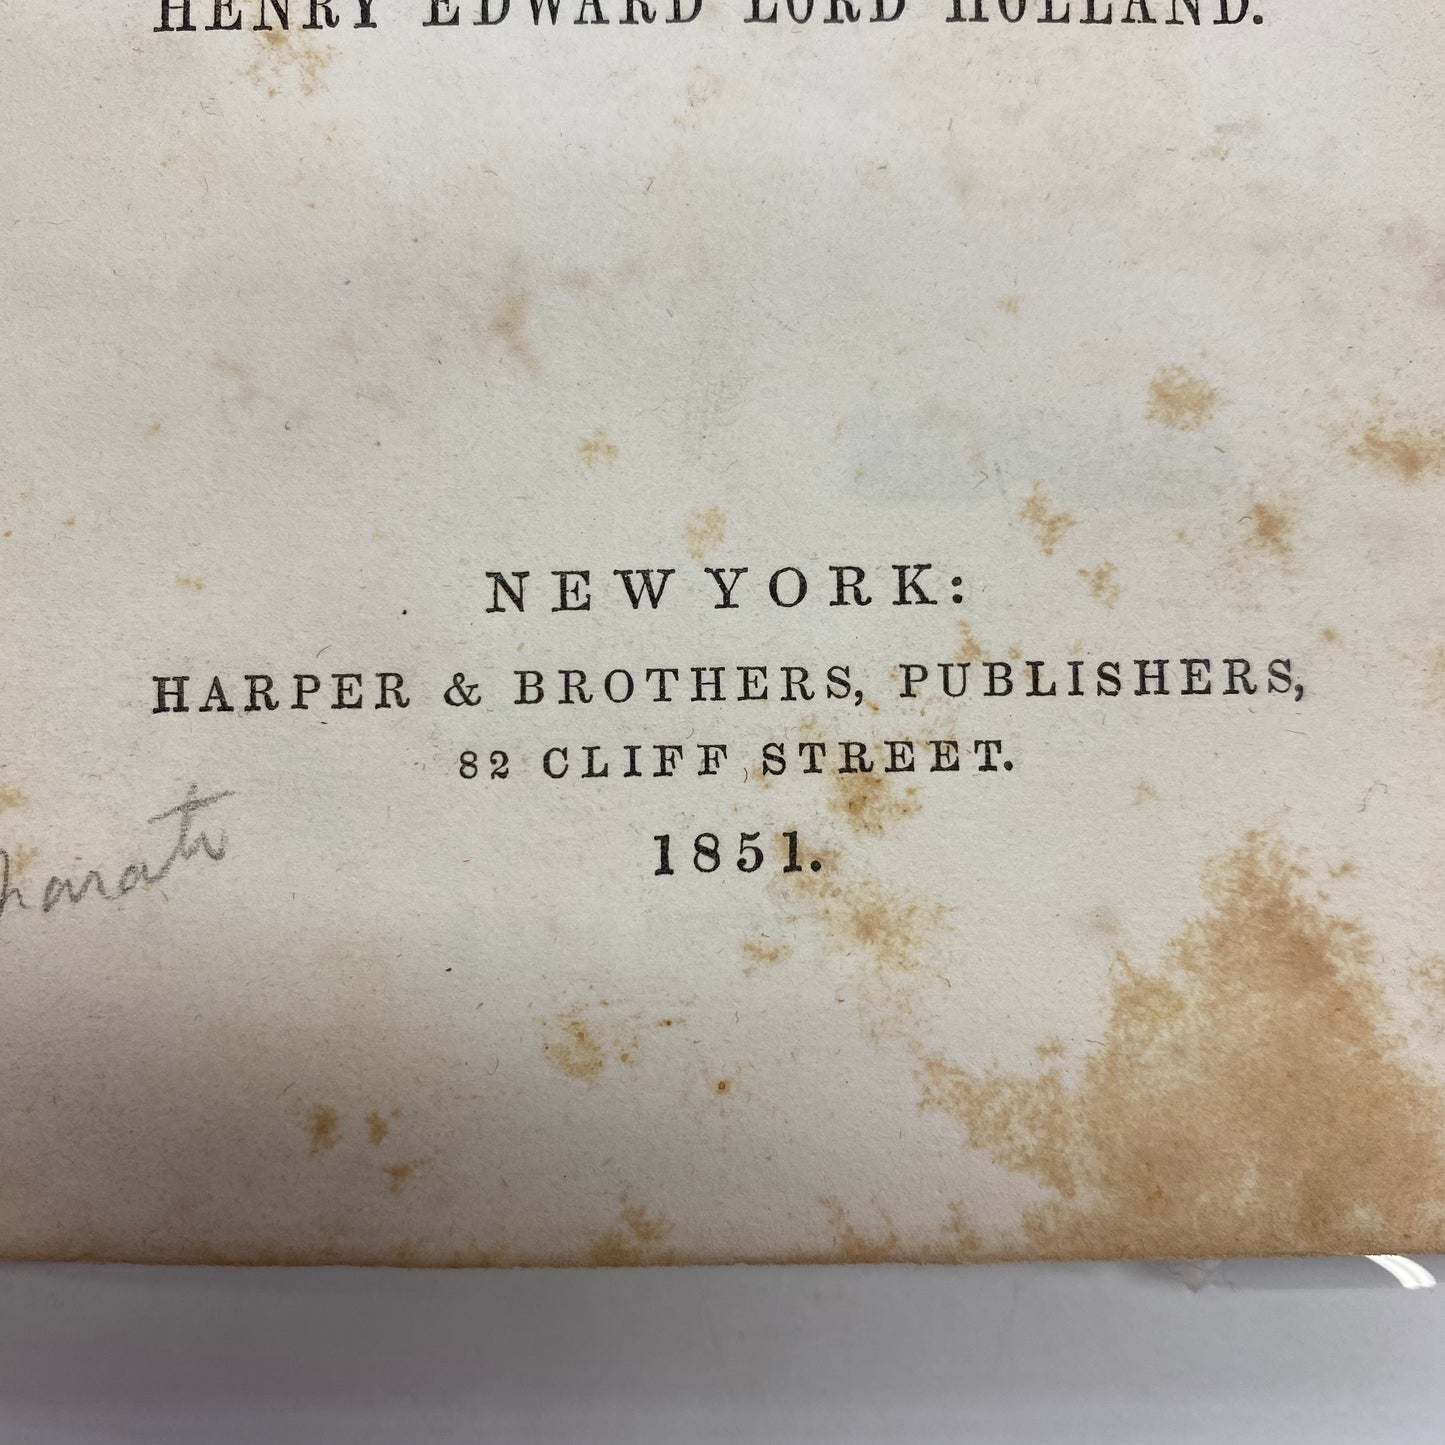 HENRY EDWARD LORD HOLLAND.
NEW YORK:
HARPER & BROTHERS, PUBLISHERS,
82 CLIFF STREET.
1851.